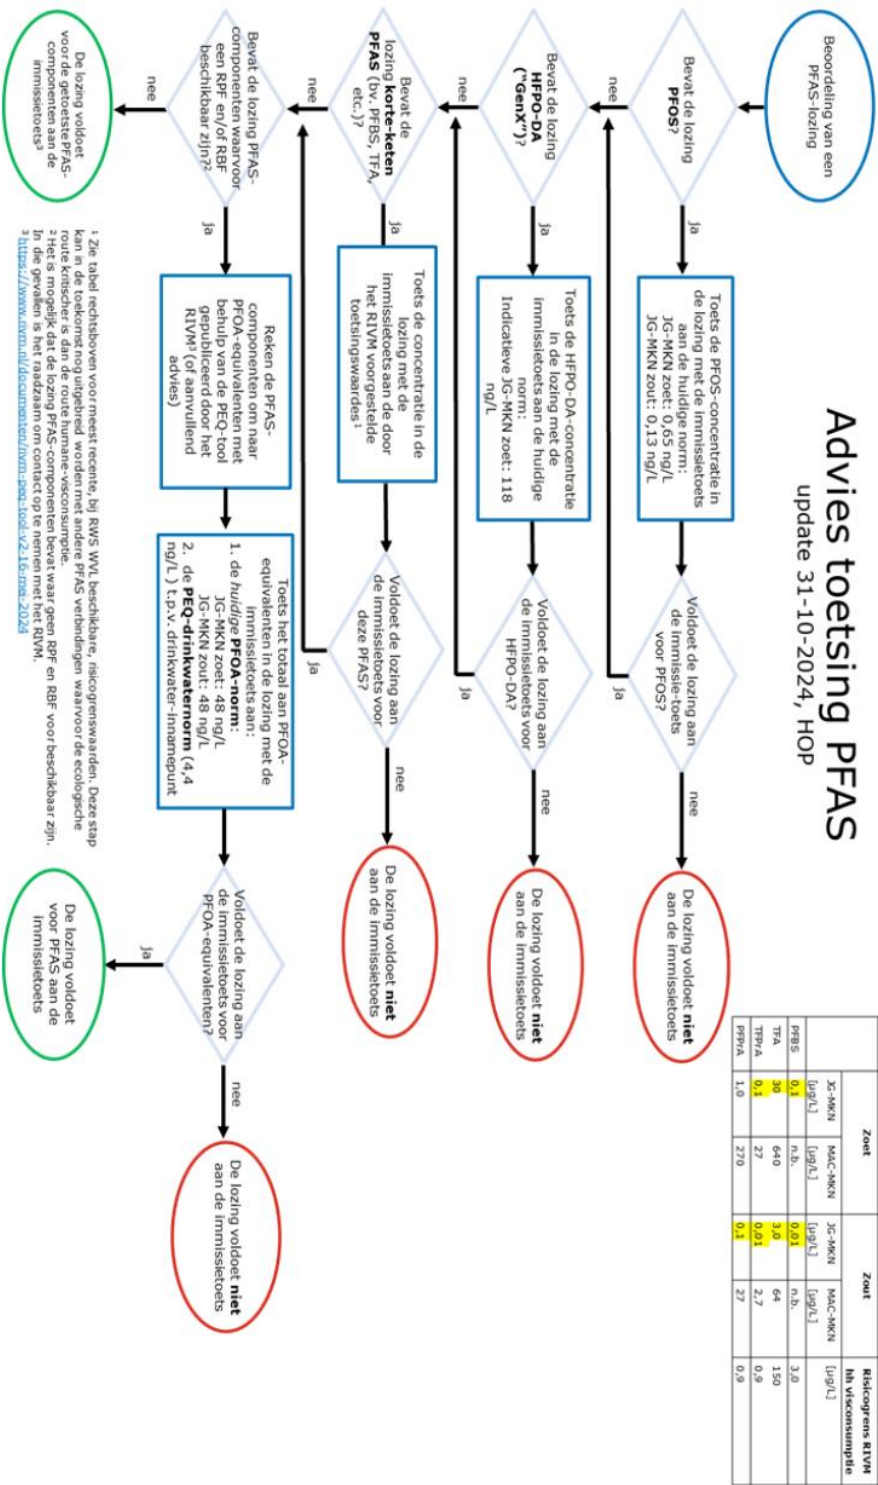 Advies toetsing PFAS
update 31-10-2024, HOP
Zoet
Zout
Risicogrens RIVM
hh visconsumptie
JG-MKN
[µg/L]
MAC-MKN
[µg/L]
JG-MKN
[µg/L]
MAC-MKN
[µg/L]
[µg/L]
PFBS 0,1 n.b. 0,01 n.b. 3,0
TFA 30 640 3,0 64 150
TFPrA 0,1 27 0,01 2,7 0,9
PFPrA 1,0 270 0,1 27 0,9
Beoordeling van een
PFAS-lozing
Bevat de lozing
PFOS?
ja
nee
Toets de PFOS-concentratie in
de lozing met de immissietoets
aan de huidige norm:
JG-MKN zoet: 0,65 ng/L
JG-MKN zout: 0,13 ng/L
Voldoet de lozing aan
de immissie-toets
voor PFOS?
ja
nee
De lozing voldoet niet
aan de immissietoets
Bevat de lozing
HFPO-DA
("GenX")?
ja
nee
Toets de HFPO-DA-concentratie
in de lozing met de
immissietoets aan de huidige
norm:
Indicatieve JG-MKN zoet: 118
ng/L
Voldoet de lozing aan
de immissietoets voor
HFPO-DA?
ja
nee
De lozing voldoet niet
aan de immissietoets
Bevat de
lozing korte-keten
PFAS (bv. PFBS, TFA,
etc.)?
ja
nee
Toets de concentratie in de
lozing met de
immissietoets aan de door
het RIVM voorgestelde
toetsingswaardes¹
Voldoet de lozing aan
de immissietoets voor
deze PFAS?
ja
nee
De lozing voldoet niet
aan de immissietoets
Bevat de lozing PFAS-
componenten waarvoor
een RPF en/of RBF
beschikbaar zijn?²
ja
nee
Reken de PFAS-
componenten om naar
PFOA-equivalenten met
behulp van de PEQ-tool
gepubliceerd door het
RIVM³ (of aanvullend
advies)
Toets het totaal aan PFOA-
equivalenten in de lozing met de
immissietoets aan:
1. de huidige PFOA-norm:
JG-MKN zoet: 48 ng/L
JG-MKN zout: 48 ng/L
2. de PEQ-drinkwaternorm (4,4
ng/L ) t.p.v. drinkwater-innamepunt
Voldoet de lozing aan
de immissietoets voor
PFOA-equivalenten?
ja
nee
De lozing voldoet niet
aan de immissietoets
De lozing voldoet
voor de getoetste PFAS-
componenten aan de
immissietoets³
De lozing voldoet
voor PFAS aan de
immissietoets
¹ Zie tabel rechtsboven voor meest recente, bij RWS WVL beschikbare, risicogrenswaarden. Deze stap
kan in de toekomst nog uitgebreid worden met andere PFAS verbindingen waarvoor de ecologische
route kritischer is dan de route humane-visconsumptie.
² Het is mogelijk dat de lozing PFAS-componenten bevat waar geen RPF en RBF voor beschikbaar zijn.
In die gevallen is het raadzaam om contact op te nemen met het RIVM.
³ https://www.rivm.nl/documenten/rivm-peq-tool-v2-16-mg-2024